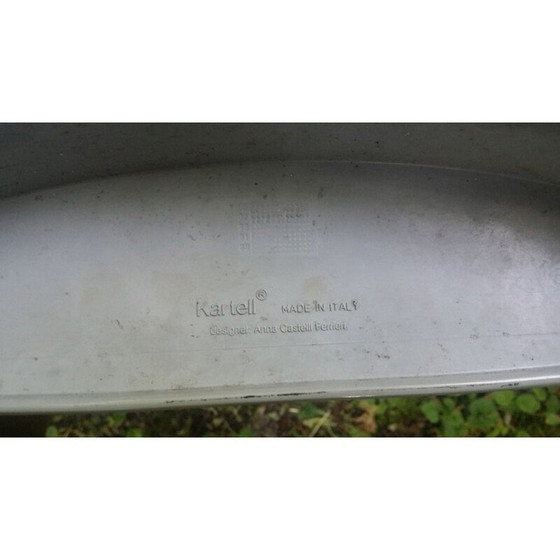 Kartell® MADE IN ITALY
designer Anna Castelli Ferrieri